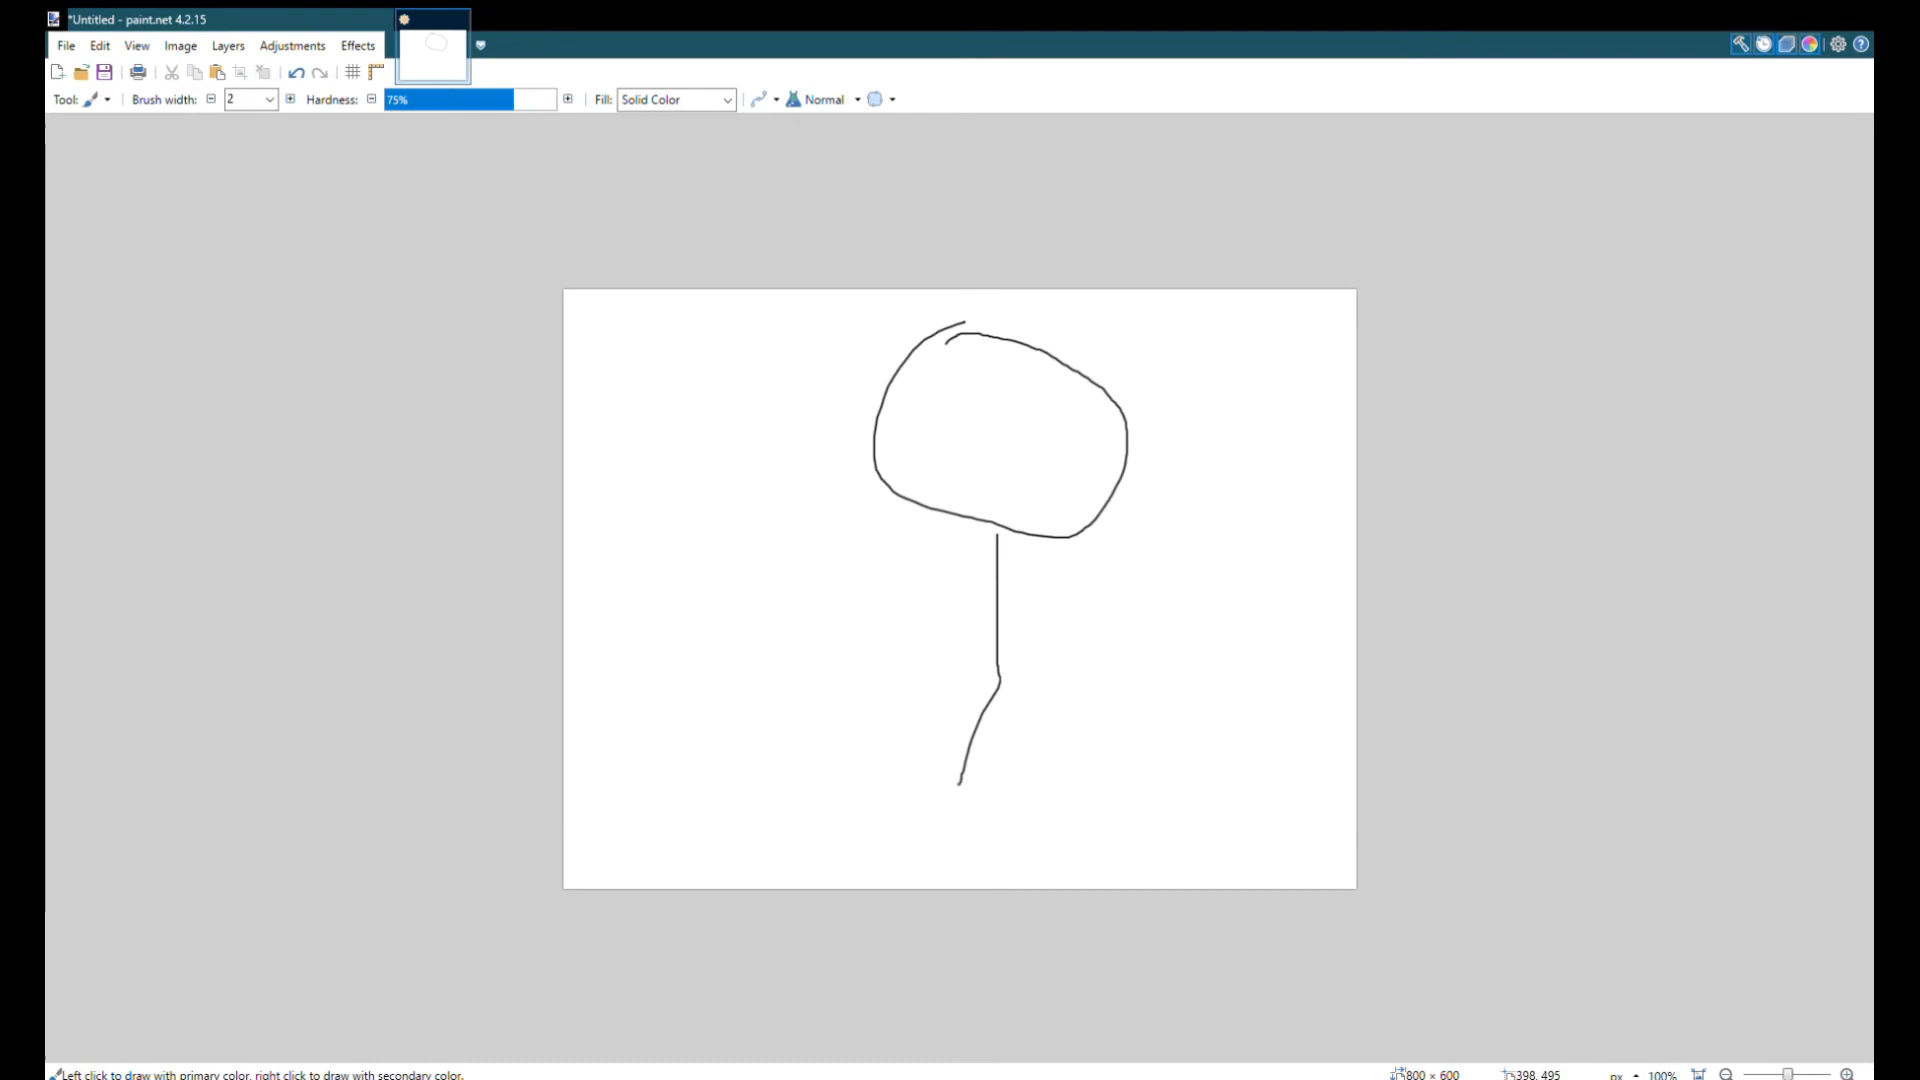 *Untitled - paint.net 4.2.15
File Edit View Image Layers Adjustments Effects
Tool: Brush width: 2 Hardness: 75% Fill: Solid Color Normal
Left click to draw with primary color, right click to draw with secondary color. 800 × 600 398, 495 px 100%